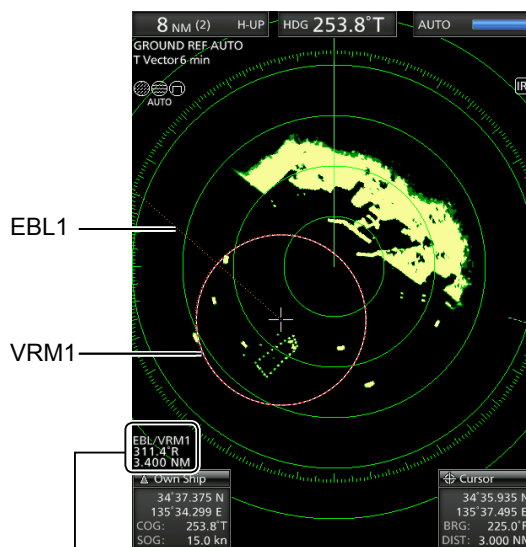 8 NM (2) H-UP HDG 253.8°T AUTO
GROUND REF AUTO
T Vector6 min
IR
AUTO
EBL1
VRM1
EBL/VRM1
311.4°R
3.400 NM
Own Ship
34°37.375 N
135°34.299 E
COG: 253.8°T
SOG: 15.0 kn
Cursor
34°35.935 N
135°37.495 E
BRG: 225.0°R
DIST: 3.000 NM